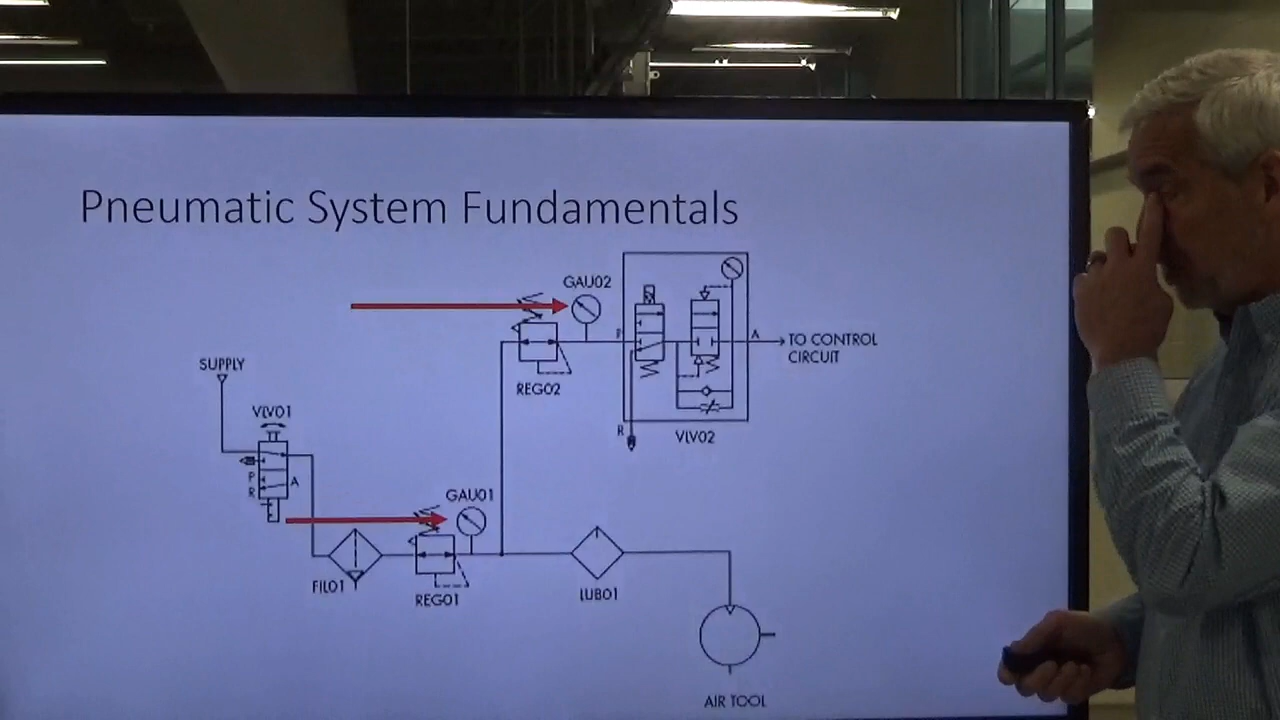 Pneumatic System Fundamentals
GAU02
P
A
TO CONTROL
CIRCUIT
REG02
R
VLV02
SUPPLY
VLV01
P
R
A
GAU01
FIL01
REG01
LUB01
AIR TOOL